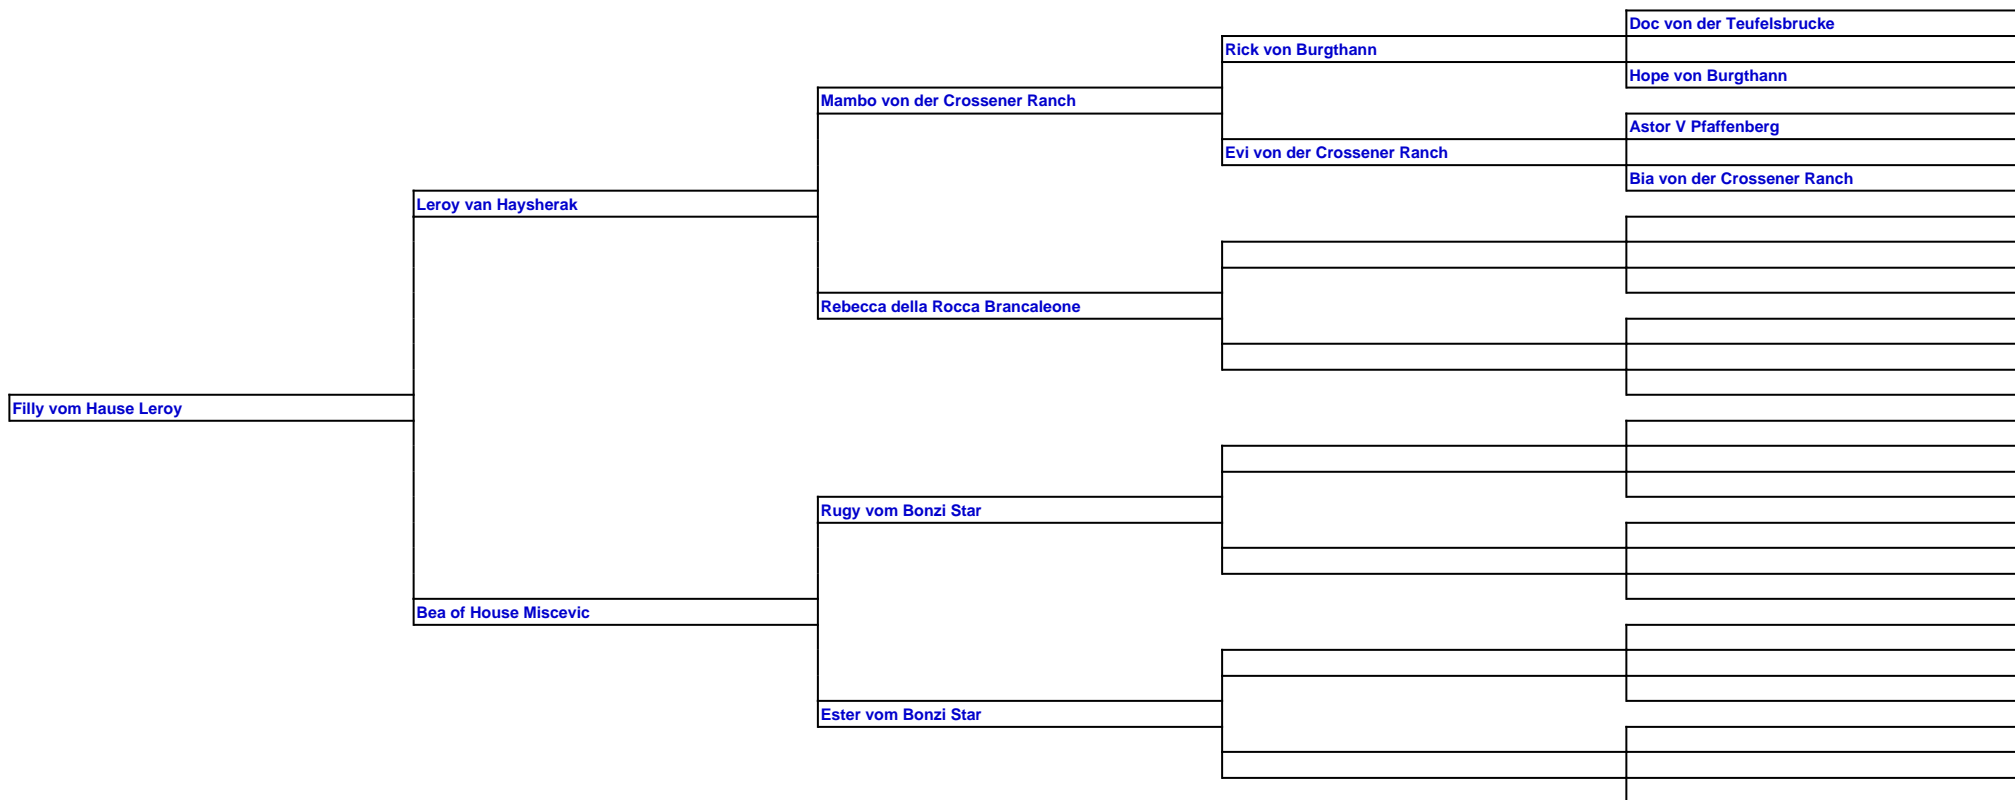 Doc von der Teufelsbrucke
Rick von Burgthann
Hope von Burgthann
Mambo von der Crossener Ranch
Astor V Pfaffenberg
Evi von der Crossener Ranch
Bia von der Crossener Ranch
Leroy van Haysherak
Rebecca della Rocca Brancaleone
Filly vom Hause Leroy
Rugy vom Bonzi Star
Bea of House Miscevic
Ester vom Bonzi Star